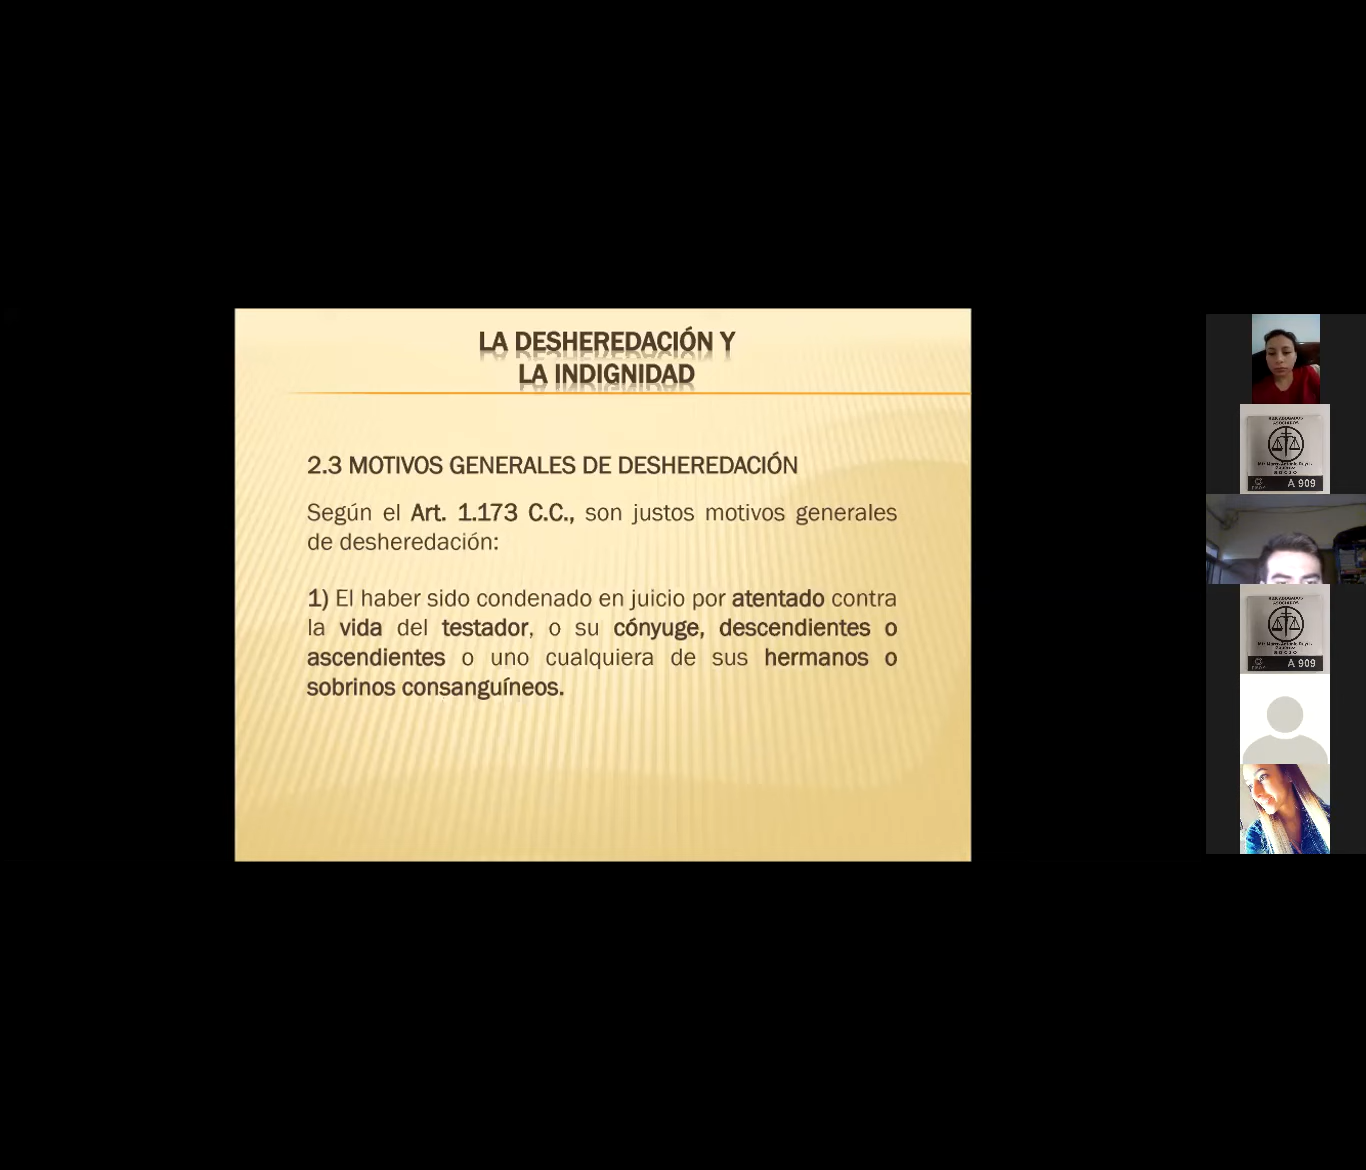 LA DESHEREDACIÓN Y
LA INDIGNIDAD
2.3 MOTIVOS GENERALES DE DESHEREDACIÓN
Según el Art. 1.173 C.C., son justos motivos generales
de desheredación:
1) El haber sido condenado en juicio por atentado contra
la vida del testador, o su cónyuge, descendientes o
ascendientes o uno cualquiera de sus hermanos o
sobrinos consanguíneos.
ASOCIADOS
A 909
ASOCIADOS
A 909